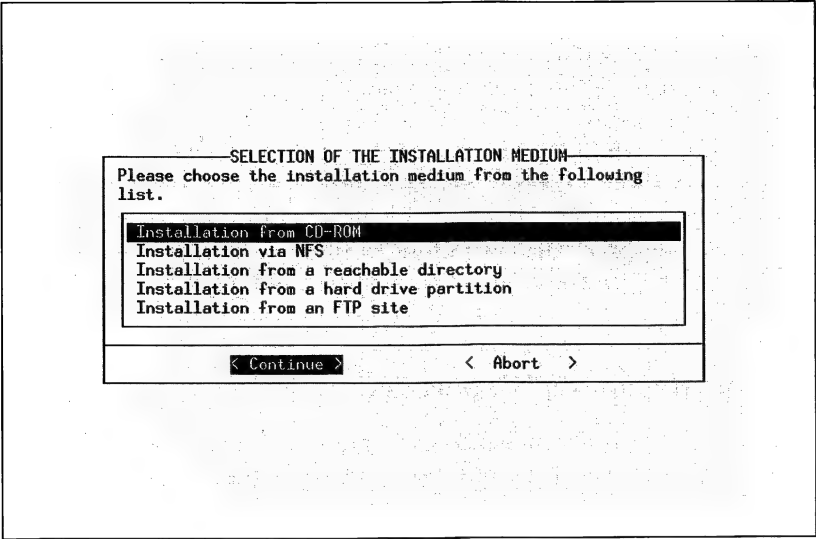 SELECTION OF THE INSTALLATION MEDIUM
Please choose the installation medium from the following
list.
Installation from CD-ROM
Installation via NFS
Installation from a reachable directory
Installation from a hard drive partition
Installation from an FTP site
< Continue > < Abort >